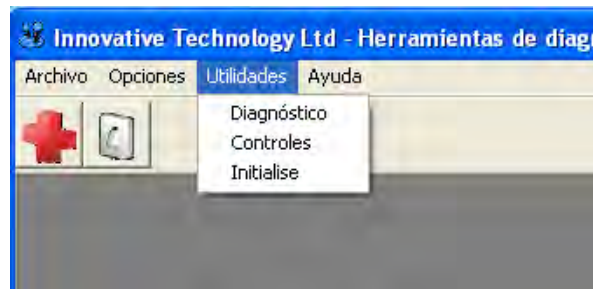 Innovative Technology Ltd - Herramientas de diag
Archivo Opciones Utilidades Ayuda
Diagnóstico
Controles
Initialise